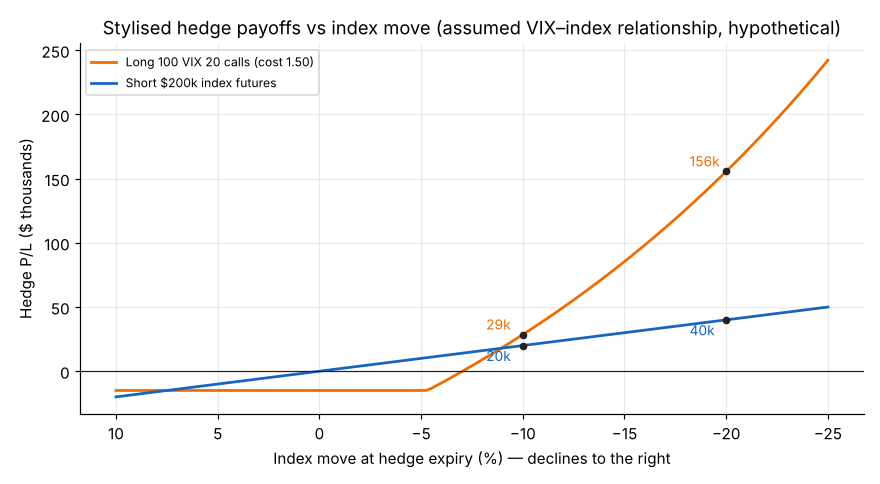 Stylised hedge payoffs vs index move (assumed VIX–index relationship, hypothetical)
Long 100 VIX 20 calls (cost 1.50)
Short $200k index futures
Hedge P/L ($ thousands)
250
200
150
100
50
0
156k
29k
20k
40k
10
5
0
−5
−10
−15
−20
−25
Index move at hedge expiry (%) — declines to the right